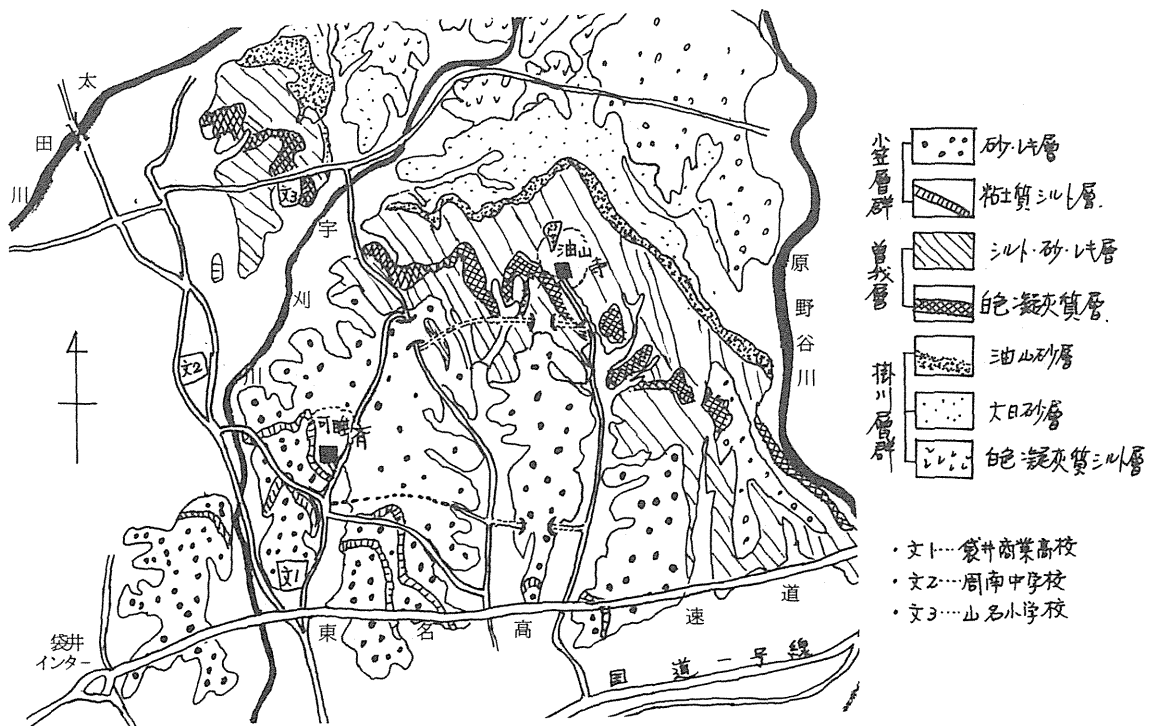 太
田
川
宇
刈
川
原
野
谷
川
油山
寺
可睡
斎
文3
文2
文1
東 名 高 速 道
国道一号線
袋井
インター
小笠層群
砂・レキ層
粘土質シルト層.
曽我層
シルト・砂・レキ層
白色凝灰質層.
掛川層群
油山砂層
大日砂層
白色凝灰質シルト層
・文1……袋井商業高校
・文2……周南中学校
・文3……山名小学校